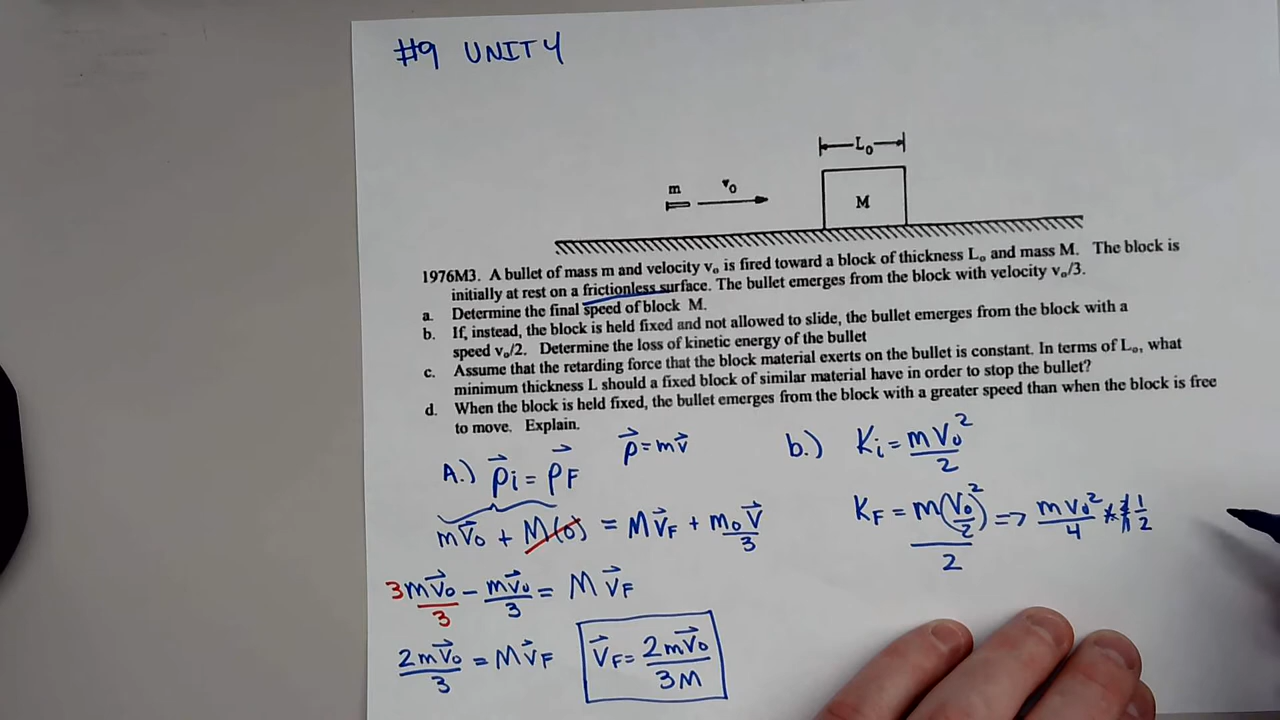 #9 UNIT 4
L₀
m v₀
M
1976M3. A bullet of mass m and velocity vₒ is fired toward a block of thickness Lₒ and mass M. The block is
initially at rest on a frictionless surface. The bullet emerges from the block with velocity vₒ/3.
a. Determine the final speed of block M.
b. If, instead, the block is held fixed and not allowed to slide, the bullet emerges from the block with a
speed vₒ/2. Determine the loss of kinetic energy of the bullet
c. Assume that the retarding force that the block material exerts on the bullet is constant. In terms of Lₒ, what
minimum thickness L should a fixed block of similar material have in order to stop the bullet?
d. When the block is held fixed, the bullet emerges from the block with a greater speed than when the block is free
to move. Explain.
p⃗ = mv⃗
A.) p⃗i = p⃗F
mv⃗₀ + M(0) = Mv⃗F + m₀v⃗/3
3mv⃗₀/3 - mv⃗₀/3 = Mv⃗F
2mv⃗₀/3 = Mv⃗F
v⃗F = 2mv⃗₀/3M
b.) Ki = mv₀²/2
KF = m(v₀/2)²/2 => mv₀²/4 * 1/2